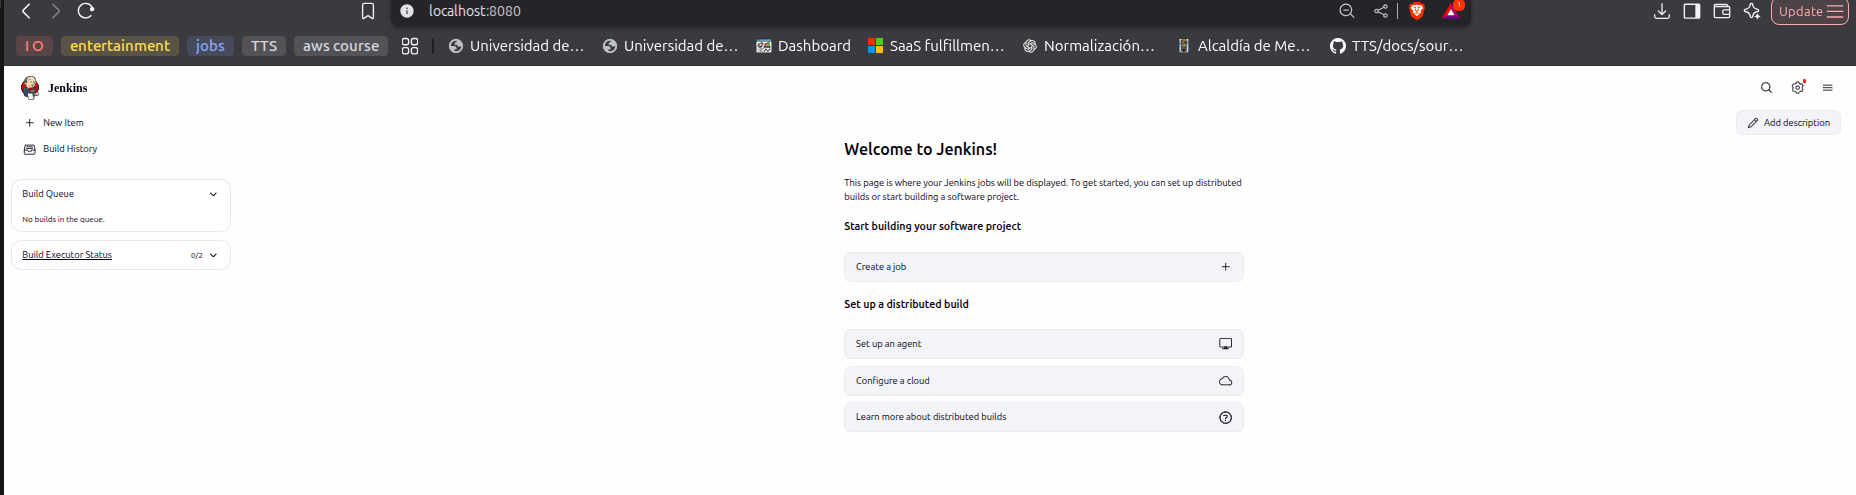 localhost:8080
Update
I O entertainment jobs TTS aws course Universidad de... Universidad de... Dashboard SaaS fulfillmen... Normalización... Alcaldía de Me... TTS/docs/sour...
Jenkins
New Item
Build History
Add description
Build Queue
No builds in the queue.
Build Executor Status 0/2
Welcome to Jenkins!
This page is where your Jenkins jobs will be displayed. To get started, you can set up distributed
builds or start building a software project.
Start building your software project
Create a job
Set up a distributed build
Set up an agent
Configure a cloud
Learn more about distributed builds